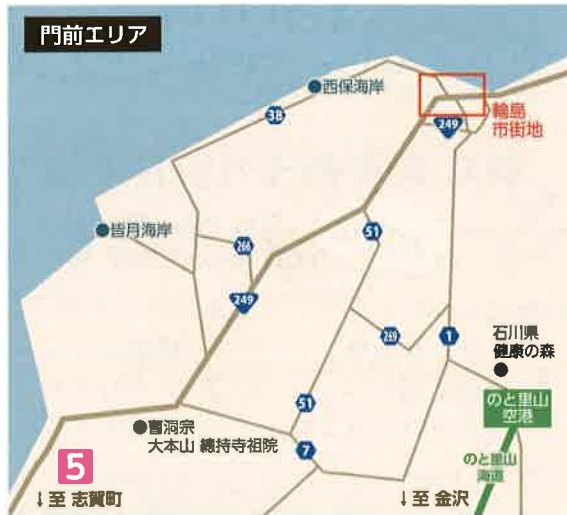 門前エリア
西保海岸
38
249
輪島
市街地
皆月海岸
266
51
249
269
1
石川県
健康の森
のと里山
空港
51
曹洞宗
大本山 總持寺祖院
7
のと里山
海道
5
↓至 志賀町
↓至 金沢